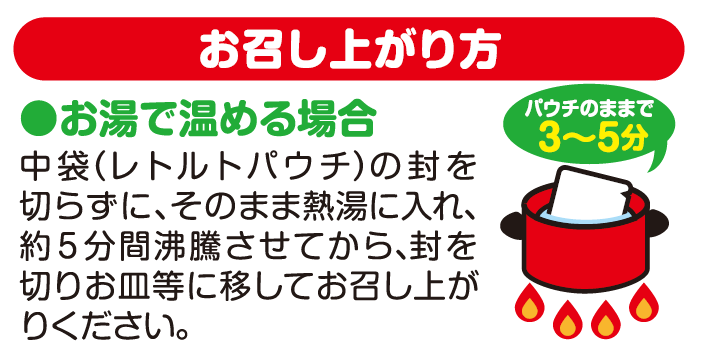 お召し上がり方
●お湯で温める場合
中袋(レトルトパウチ)の封を
切らずに、そのまま熱湯に入れ、
約5分間沸騰させてから、封を
切りお皿等に移してお召し上が
りください。
パウチのままで
3〜5分